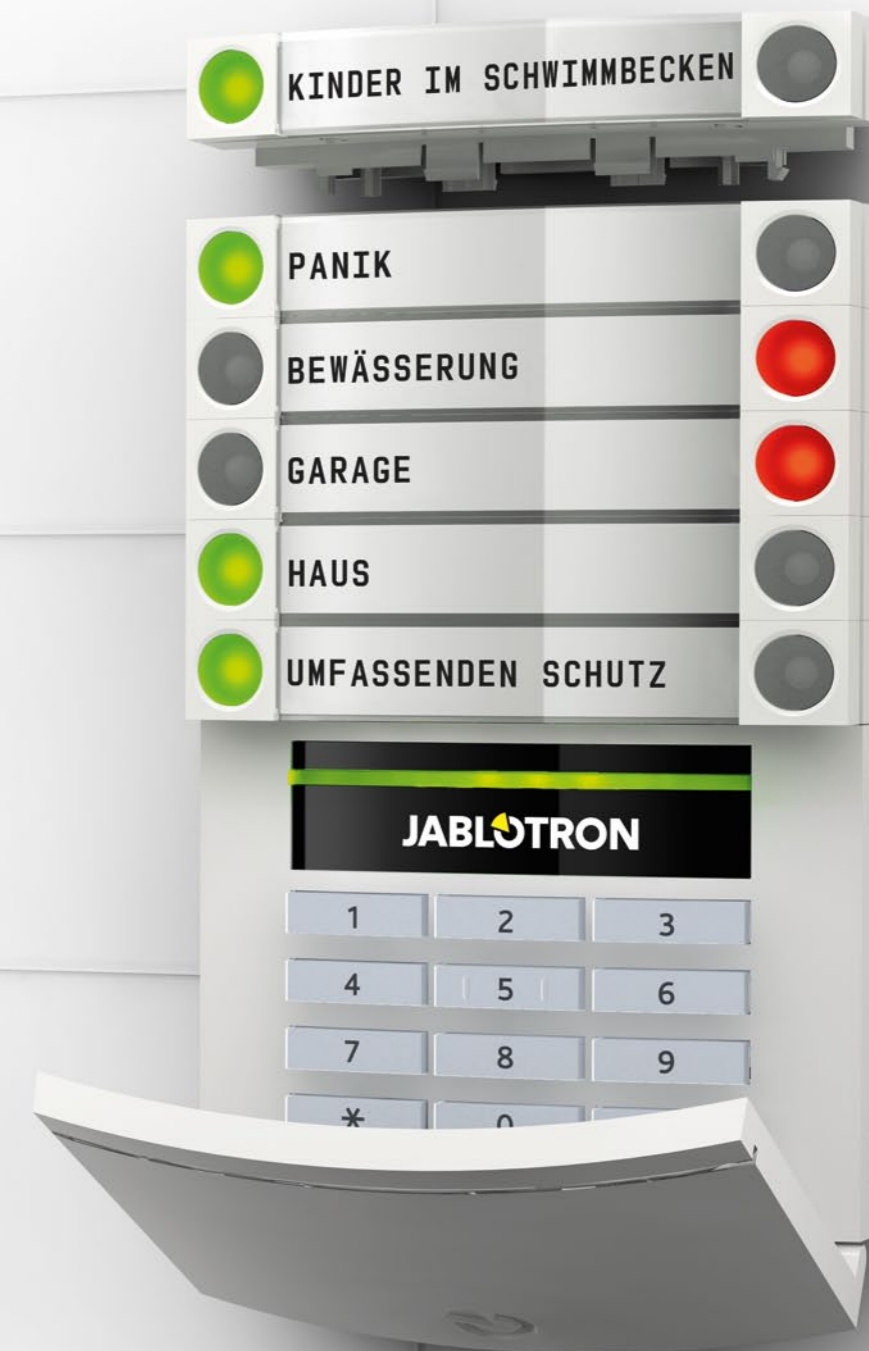 KINDER IM SCHWIMMBECKEN
PANIK
BEWÄSSERUNG
GARAGE
HAUS
UMFASSENDEN SCHUTZ
JABLOTRON
1 2 3
4 5 6
7 8 9
* 0